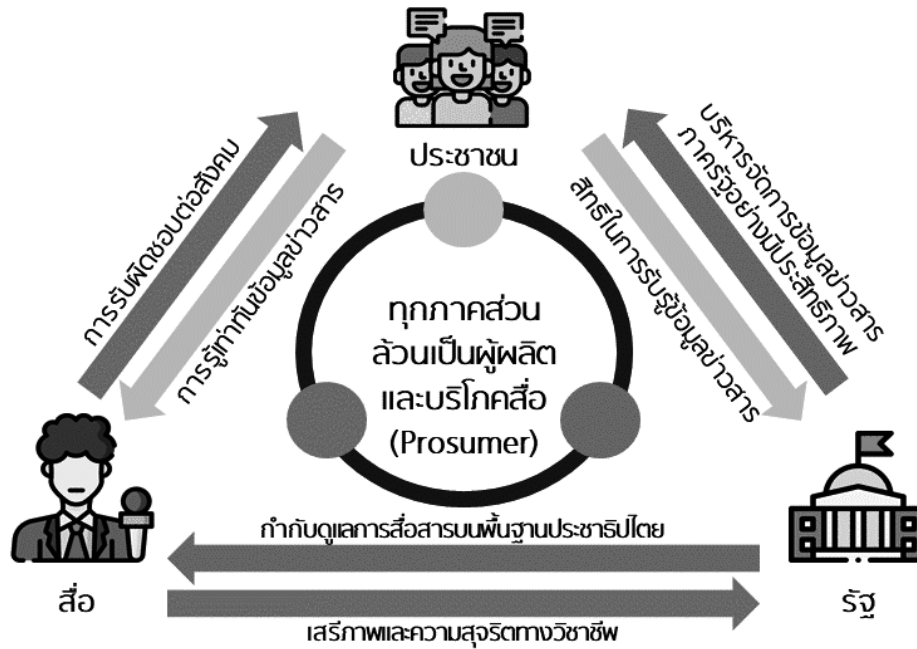 ประชาชน
การรับผิดชอบต่อสังคม
การรู้เท่าทันข้อมูลข่าวสาร
สิทธิในการรับรู้ข้อมูลข่าวสาร
บริหารจัดการข้อมูลข่าวสาร
ภาครัฐอย่างมีประสิทธิภาพ
ทุกภาคส่วน
ล้วนเป็นผู้ผลิต
และบริโภคสื่อ
(Prosumer)
กำกับดูแลการสื่อสารบนพื้นฐานประชาธิปไตย
สื่อ
รัฐ
เสรีภาพและความสุจริตทางวิชาชีพ